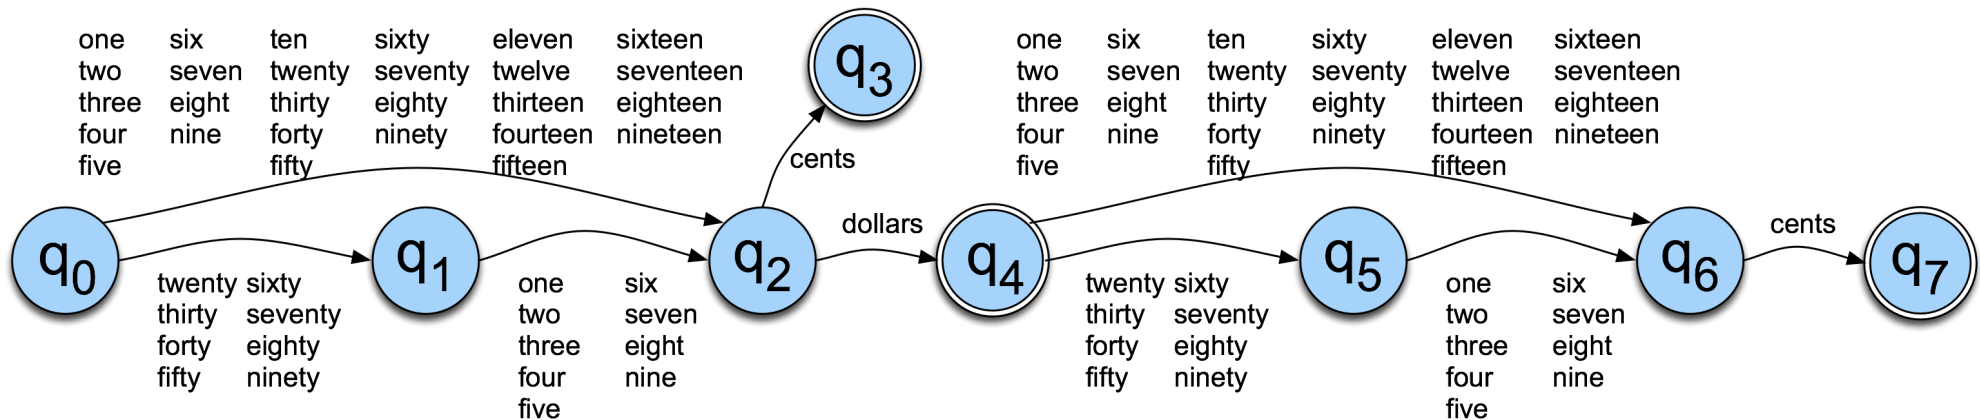 one six ten sixty eleven sixteen
two seven twenty seventy twelve seventeen
three eight thirty eighty thirteen eighteen
four nine forty ninety fourteen nineteen
five fifty fifteen
q3
cents
one six ten sixty eleven sixteen
two seven twenty seventy twelve seventeen
three eight thirty eighty thirteen eighteen
four nine forty ninety fourteen nineteen
five fifty fifteen
q0
q1
q2
dollars
q4
q5
q6
cents
q7
twenty sixty
thirty seventy
forty eighty
fifty ninety
one six
two seven
three eight
four nine
five
twenty sixty
thirty seventy
forty eighty
fifty ninety
one six
two seven
three eight
four nine
five